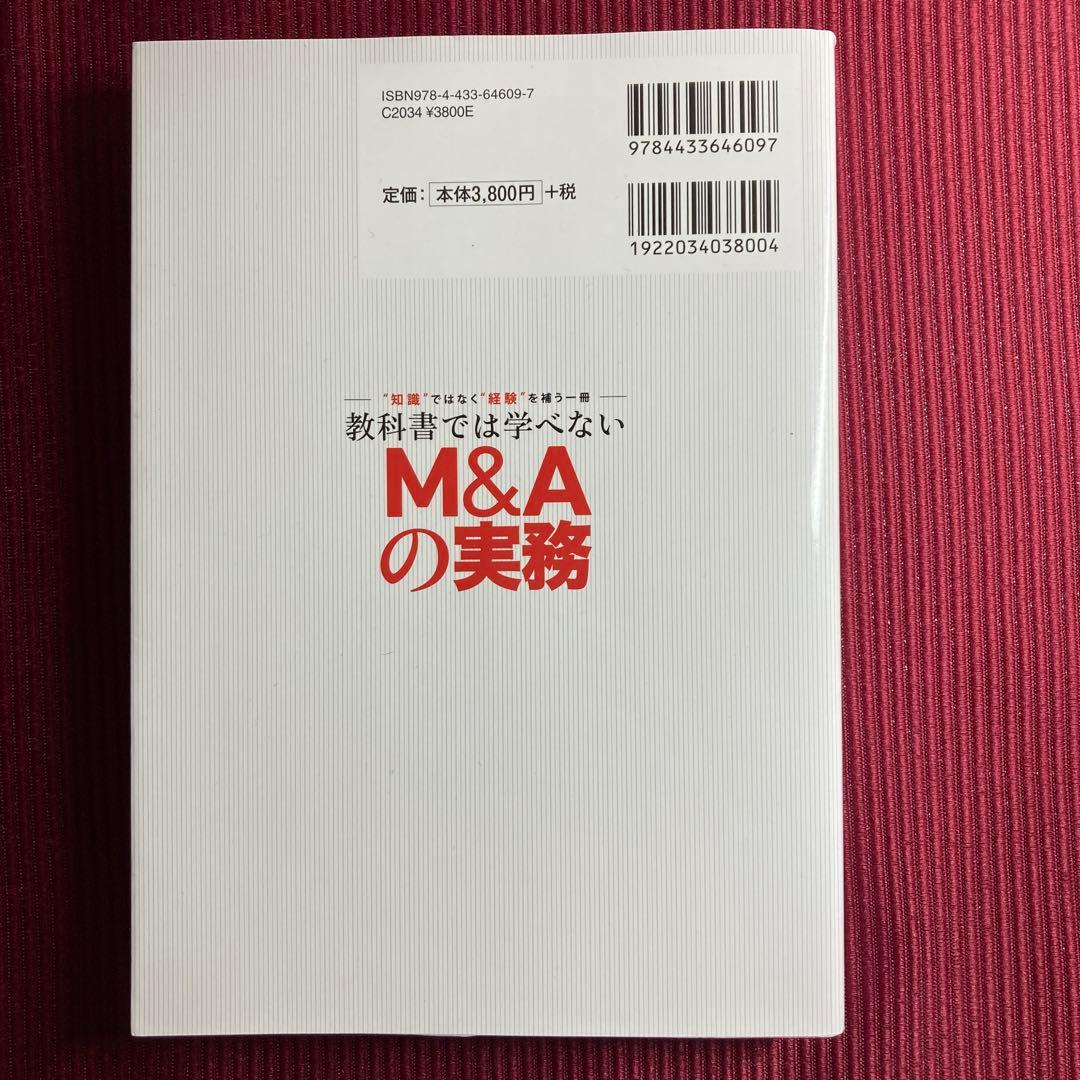 ISBN978-4-433-64609-7
C2034 ¥3800E
9784433646097
定価： 本体3,800円 +税
1922034038004
“知識”ではなく“経験”を補う一冊
教科書では学べない
M&A
の実務